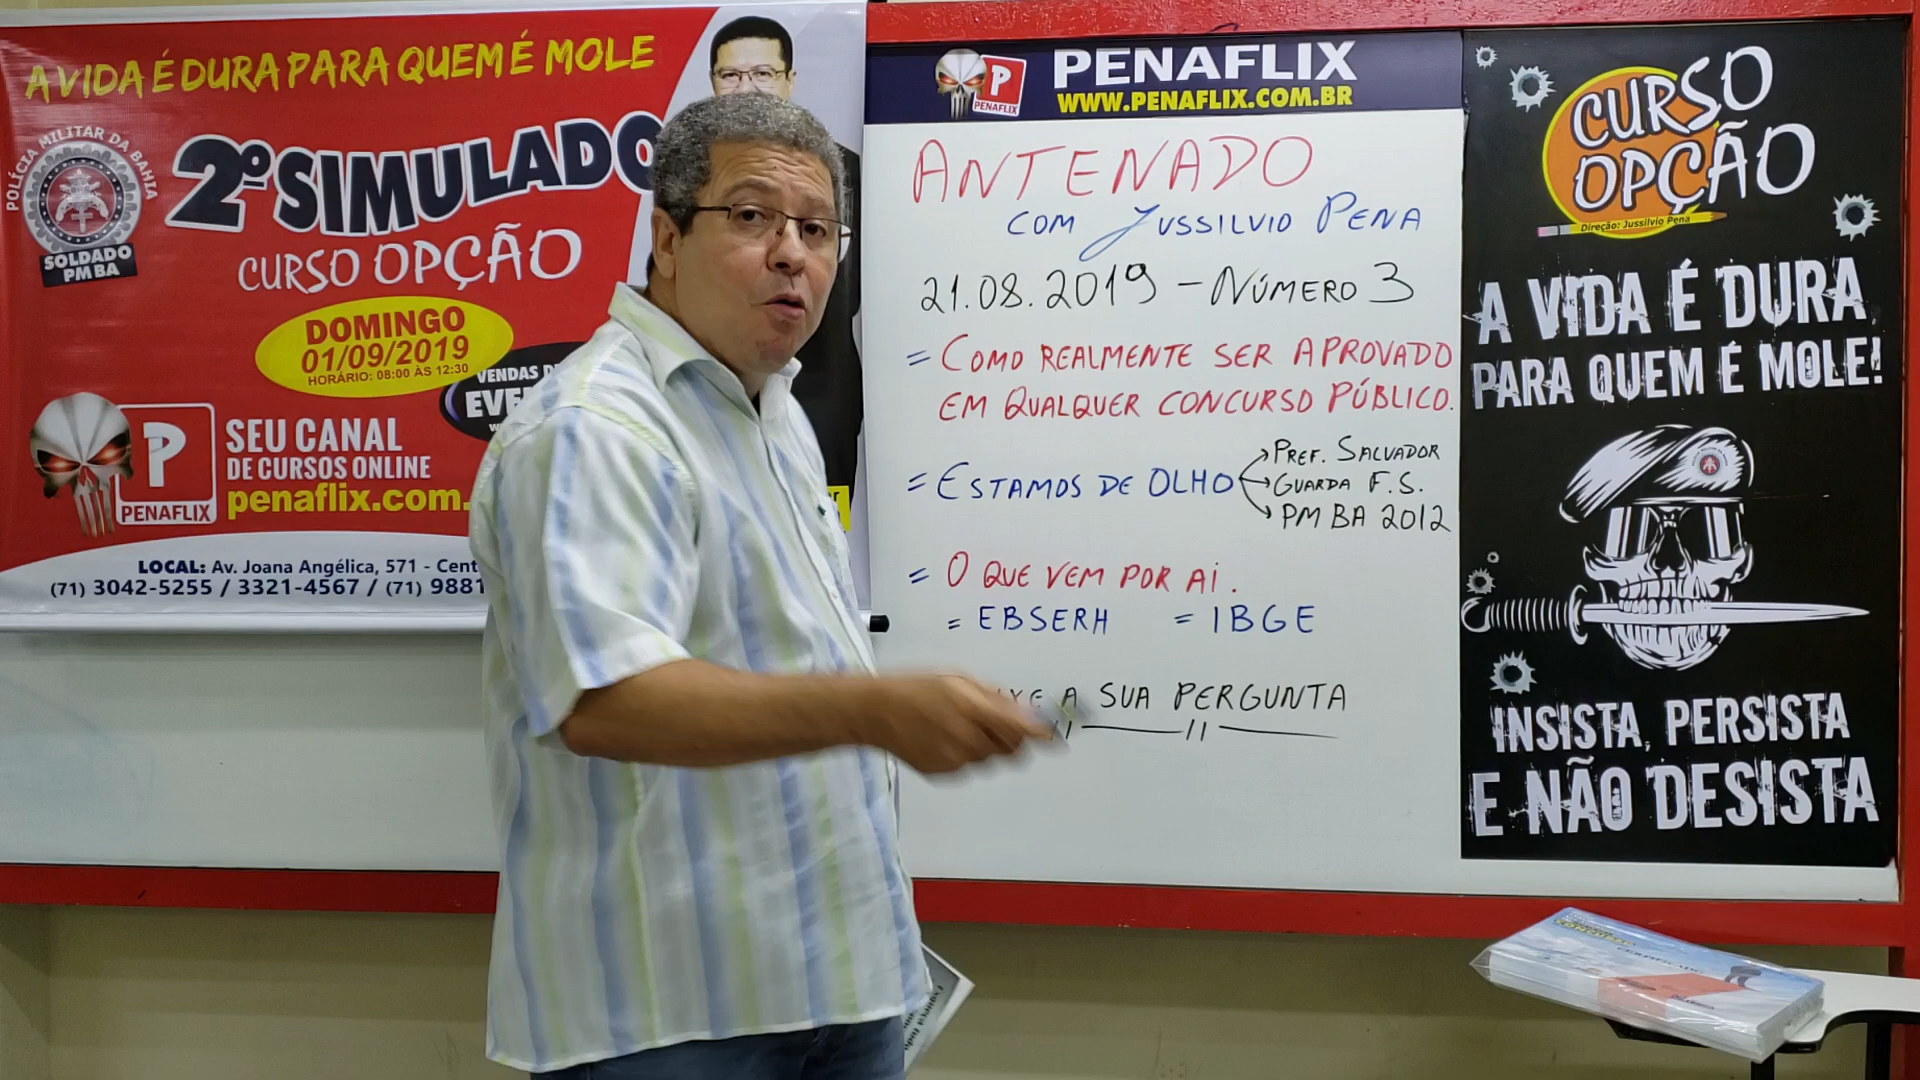 A VIDA É DURA PARA QUEM É MOLE
POLÍCIA MILITAR DA BAHIA
SOLDADO
PM BA
2º SIMULADO
CURSO OPÇÃO
DOMINGO
01/09/2019
HORÁRIO: 08:00 ÀS 12:30
VENDAS
EVE
P
PENAFLIX
SEU CANAL
DE CURSOS ONLINE
penaflix.com.
LOCAL: Av. Joana Angélica, 571 - Cent
(71) 3042-5255 / 3321-4567 / (71) 9881
P
PENAFLIX
PENAFLIX
WWW.PENAFLIX.COM.BR
ANTENADO
COM JUSSILVIO PENA
21.08.2019 - NÚMERO 3
= COMO REALMENTE SER APROVADO
EM QUALQUER CONCURSO PÚBLICO.
= ESTAMOS DE OLHO
PREF. SALVADOR
GUARDA F.S.
PM BA 2012
= O QUE VEM POR AÍ.
= EBSERH = IBGE
A SUA PERGUNTA
CURSO
OPÇÃO
Direção: Jussilvio Pena
A VIDA É DURA
PARA QUEM É MOLE!
INSISTA, PERSISTA
E NÃO DESISTA